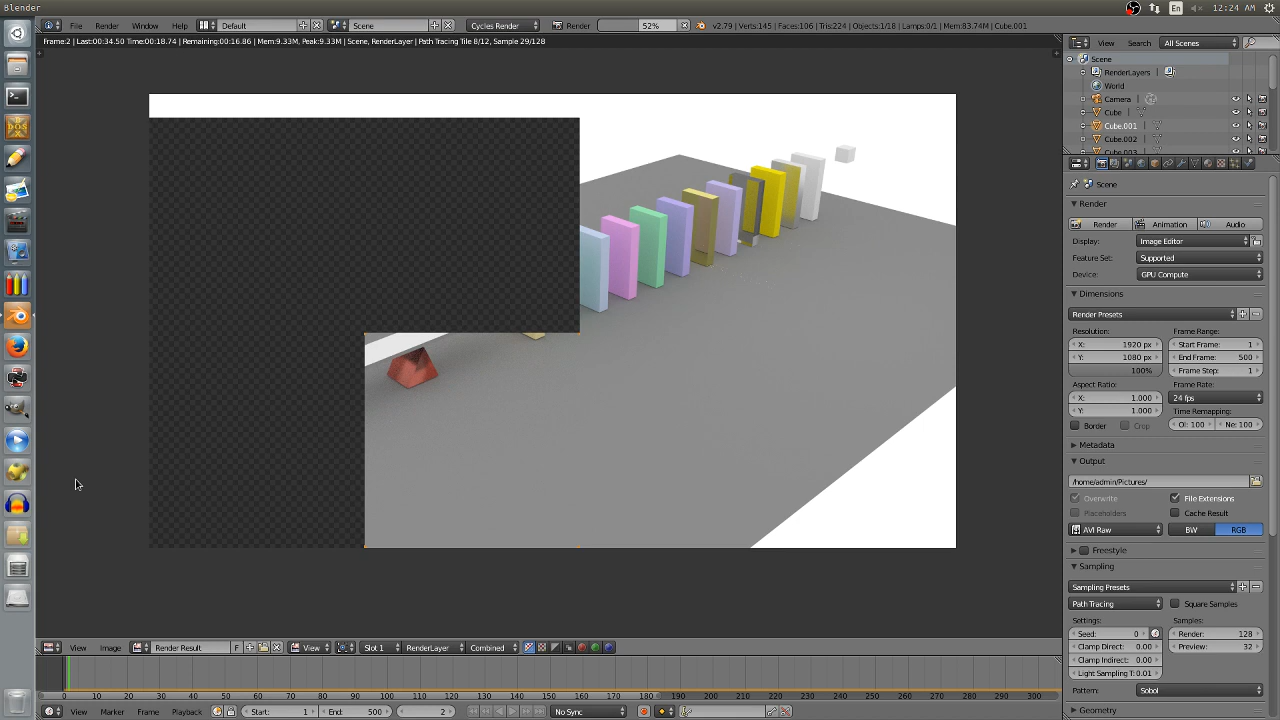 Blender
En
12:24 AM
File Render Window Help Default Scene Cycles Render Render 52% v2.79 | Verts:145 | Faces:106 | Tris:224 | Objects:1/18 | Lamps:0/1 | Mem:83.74M | Cube.001
Frame:2 | Last:00:34.50 Time:00:18.74 | Remaining:00:16.86 | Mem:9.33M, Peak:9.33M | Scene, RenderLayer | Path Tracing Tile 8/12, Sample 29/128
View Search All Scenes
Scene
RenderLayers
World
Camera
Cube
Cube.001
Cube.002
Cube.003
Scene
Render
Render Animation Audio
Display: Image Editor
Feature Set: Supported
Device: GPU Compute
Dimensions
Render Presets
Resolution: Frame Range:
X: 1920 px Start Frame: 1
Y: 1080 px End Frame: 500
100% Frame Step: 1
Aspect Ratio: Frame Rate:
X: 1.000 24 fps
Y: 1.000 Time Remapping:
Border Crop Ol: 100 Ne: 100
Metadata
Output
/home/admin/Pictures/
Overwrite File Extensions
Placeholders Cache Result
AVI Raw BW RGB
Freestyle
Sampling
Sampling Presets
Path Tracing Square Samples
Settings: Samples:
Seed: 0 Render: 128
Clamp Direct: 0.00 Preview: 32
Clamp Indirect: 0.00
Light Sampling T: 0.01
Pattern: Sobol
Geometry
View Image Render Result F View Slot 1 RenderLayer Combined
0 10 20 30 40 50 60 70 80 90 100 110 120 130 140 150 160 170 180 190 200 210 220 230 240 250 260 270 280 290 300
View Marker Frame Playback Start: 1 End: 500 2 No Sync